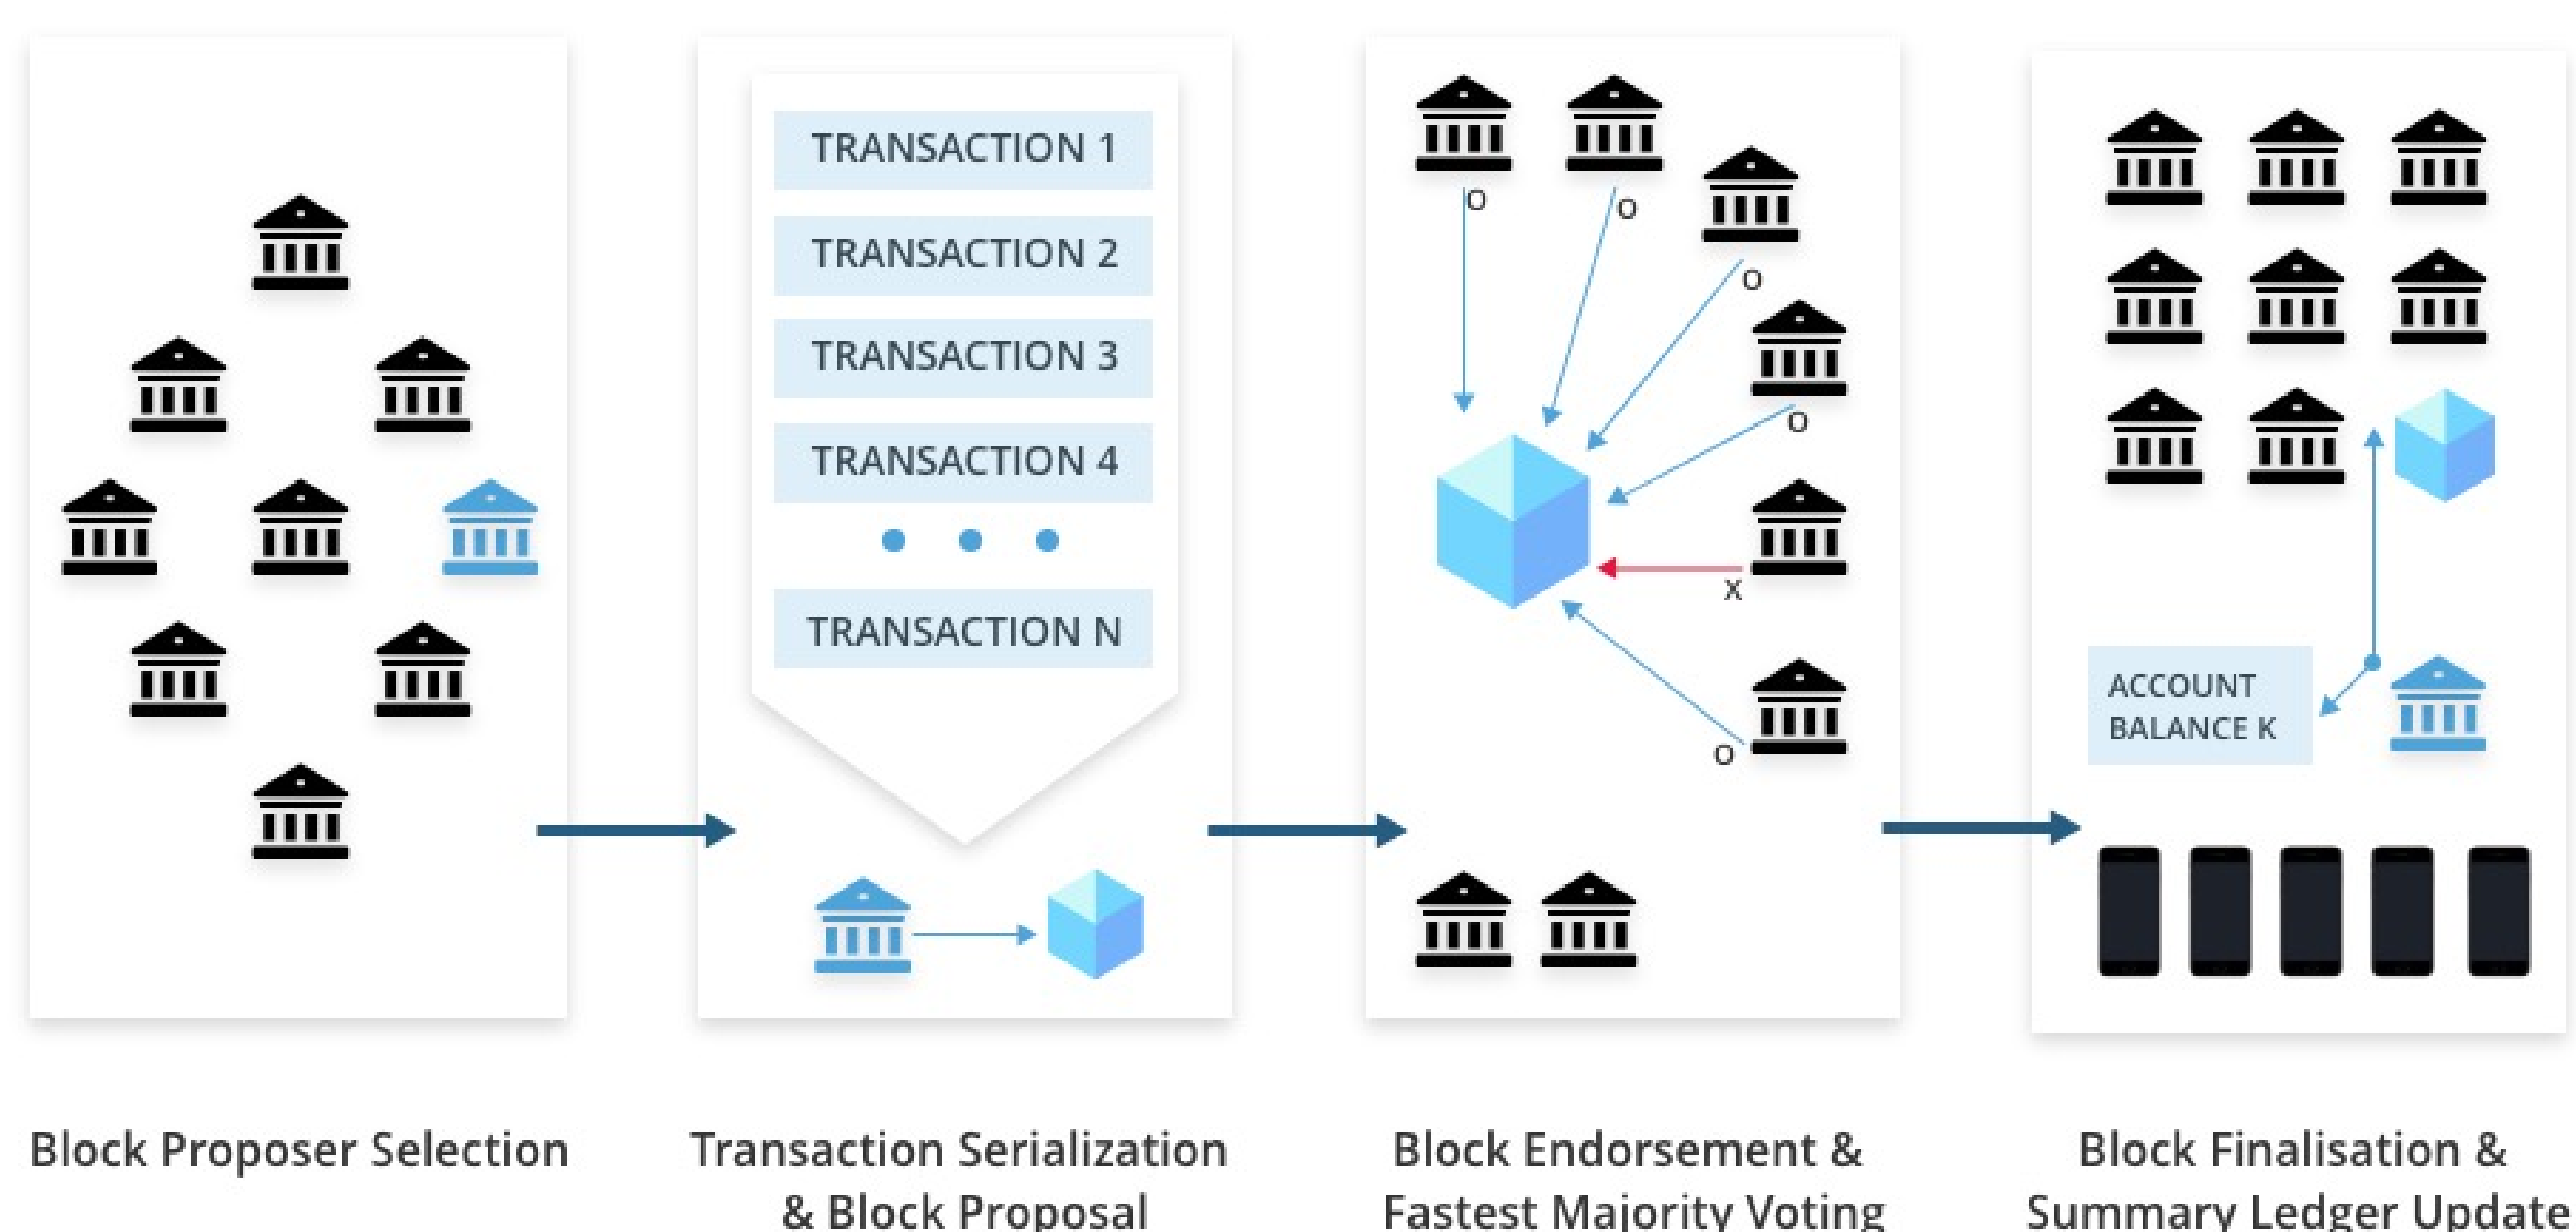 TRANSACTION 1
TRANSACTION 2
TRANSACTION 3
TRANSACTION 4
TRANSACTION N
O
O
O
O
X
O
ACCOUNT
BALANCE K
Block Proposer Selection
Transaction Serialization
& Block Proposal
Block Endorsement &
Fastest Majority Voting
Block Finalisation &
Summary Ledger Update